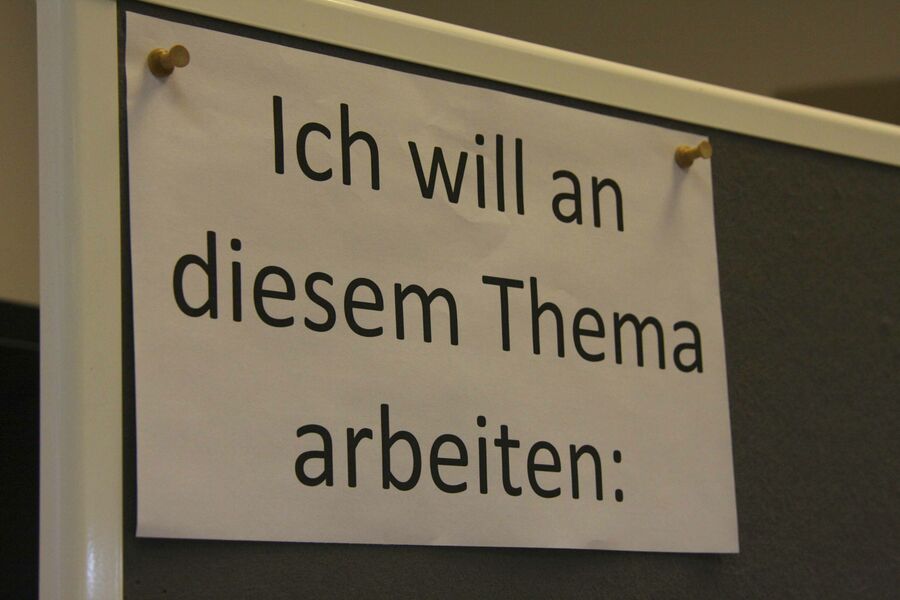 Ich will an
diesem Thema
arbeiten: